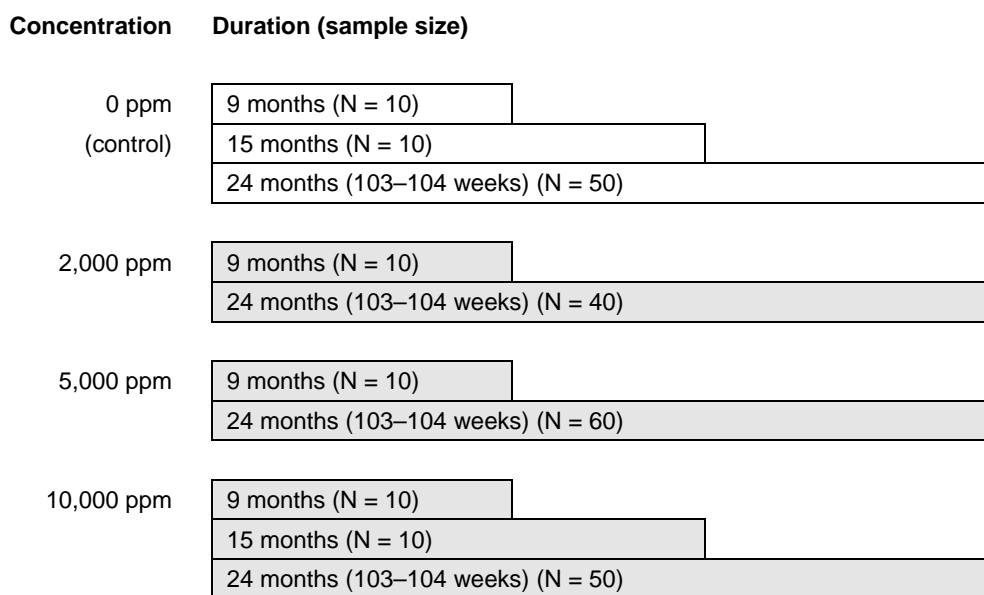 Concentration Duration (sample size)
0 ppm 9 months (N = 10)
(control) 15 months (N = 10)
24 months (103–104 weeks) (N = 50)
2,000 ppm 9 months (N = 10)
24 months (103–104 weeks) (N = 40)
5,000 ppm 9 months (N = 10)
24 months (103–104 weeks) (N = 60)
10,000 ppm 9 months (N = 10)
15 months (N = 10)
24 months (103–104 weeks) (N = 50)